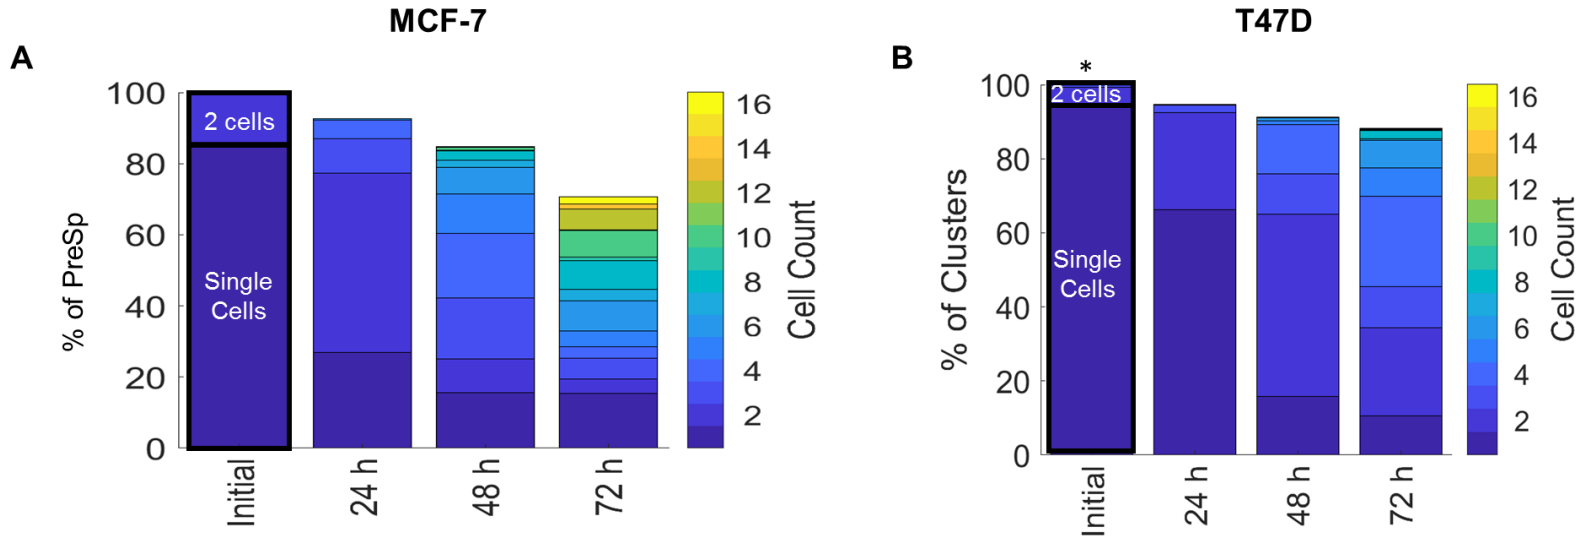 MCF-7
T47D
A
B
100
80
60
40
20
0
% of PreSp
2 cells
Single
Cells
Initial
24 h
48 h
72 h
16
14
12
10
8
6
4
2
Cell Count
100
80
60
40
20
0
% of Clusters
*
2 cells
Single
Cells
Initial
24 h
48 h
72 h
16
14
12
10
8
6
4
2
Cell Count